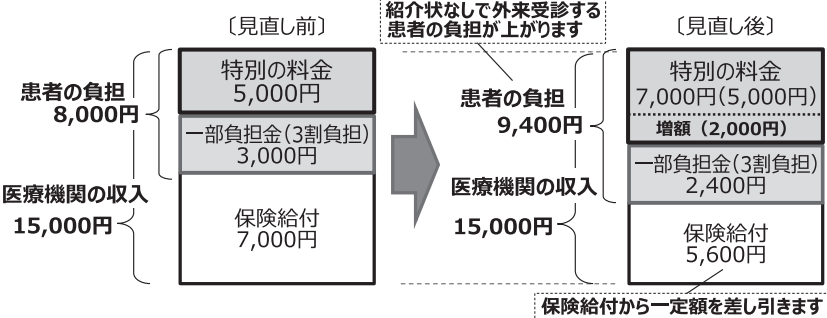 〔見直し前〕
特別の料金
5,000円
患者の負担
8,000円
一部負担金(3割負担)
3,000円
医療機関の収入
15,000円
保険給付
7,000円
紹介状なしで外来受診する
患者の負担が上がります
〔見直し後〕
特別の料金
7,000円(5,000円)
増額(2,000円)
患者の負担
9,400円
一部負担金(3割負担)
2,400円
医療機関の収入
15,000円
保険給付
5,600円
保険給付から一定額を差し引きます